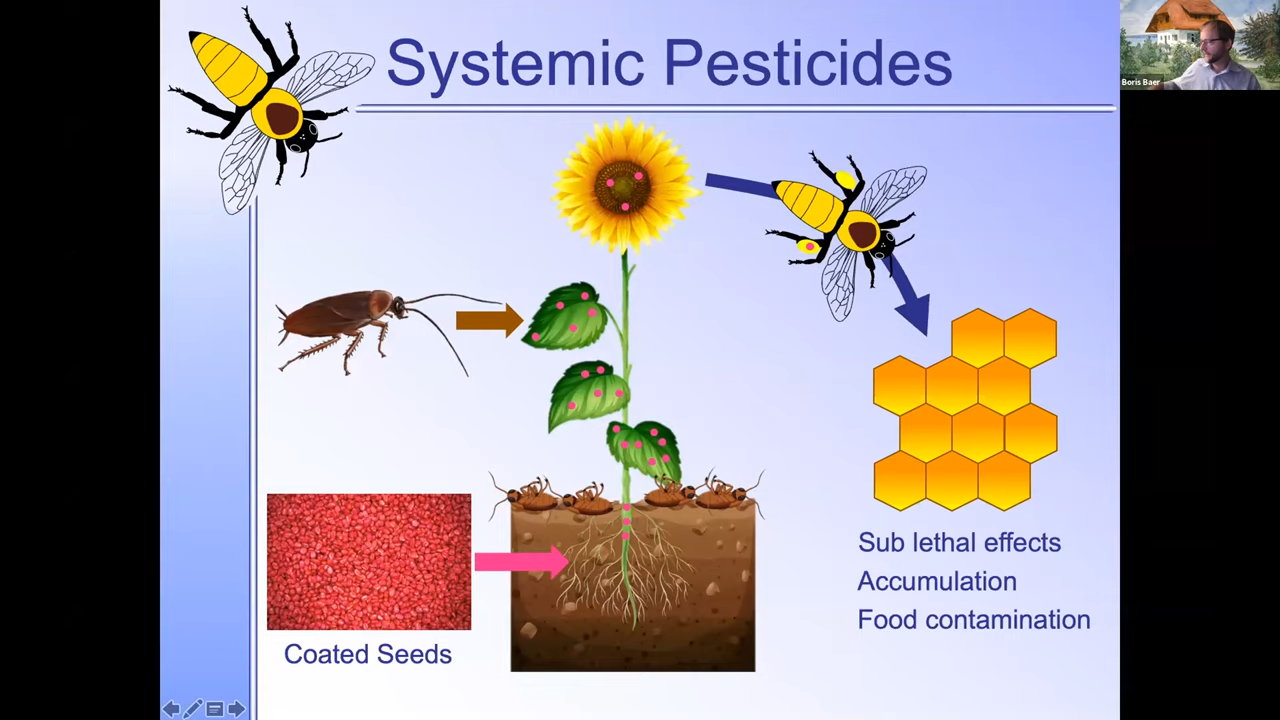 Systemic Pesticides
Boris Baer
Sub lethal effects
Accumulation
Food contamination
Coated Seeds